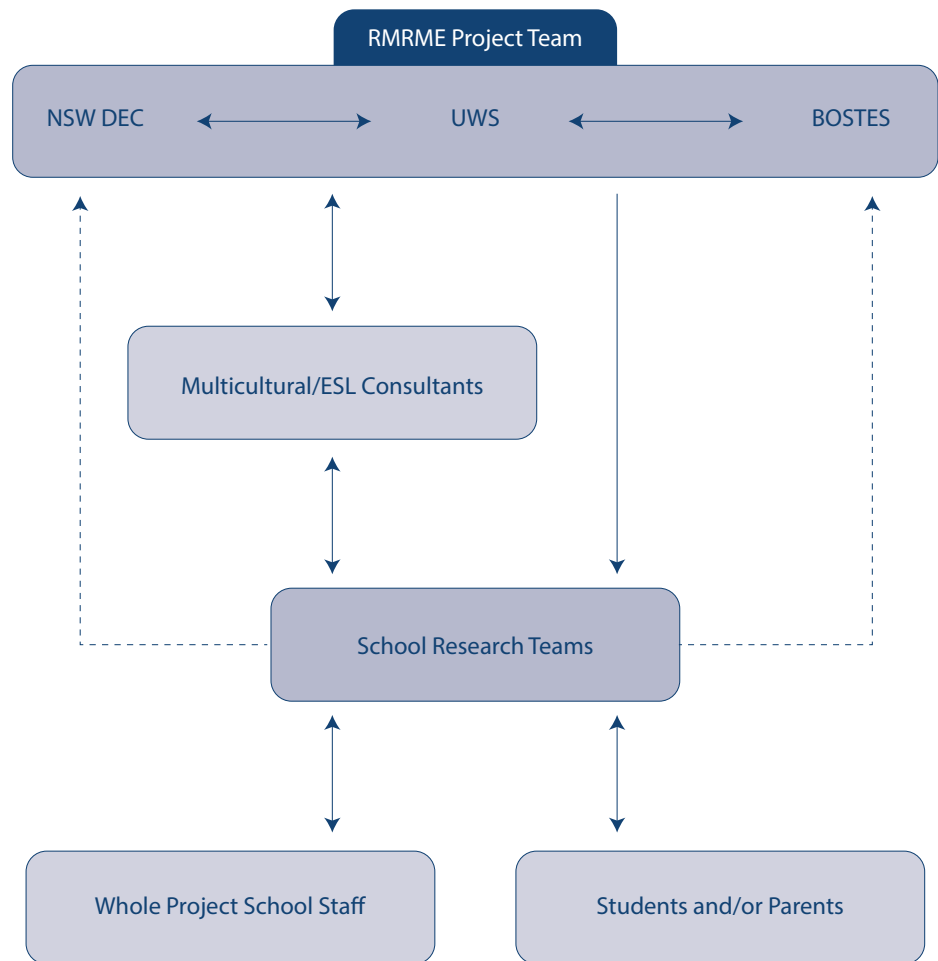 RMRME Project Team
NSW DEC
UWS
BOSTES
Multicultural/ESL Consultants
School Research Teams
Whole Project School Staff
Students and/or Parents